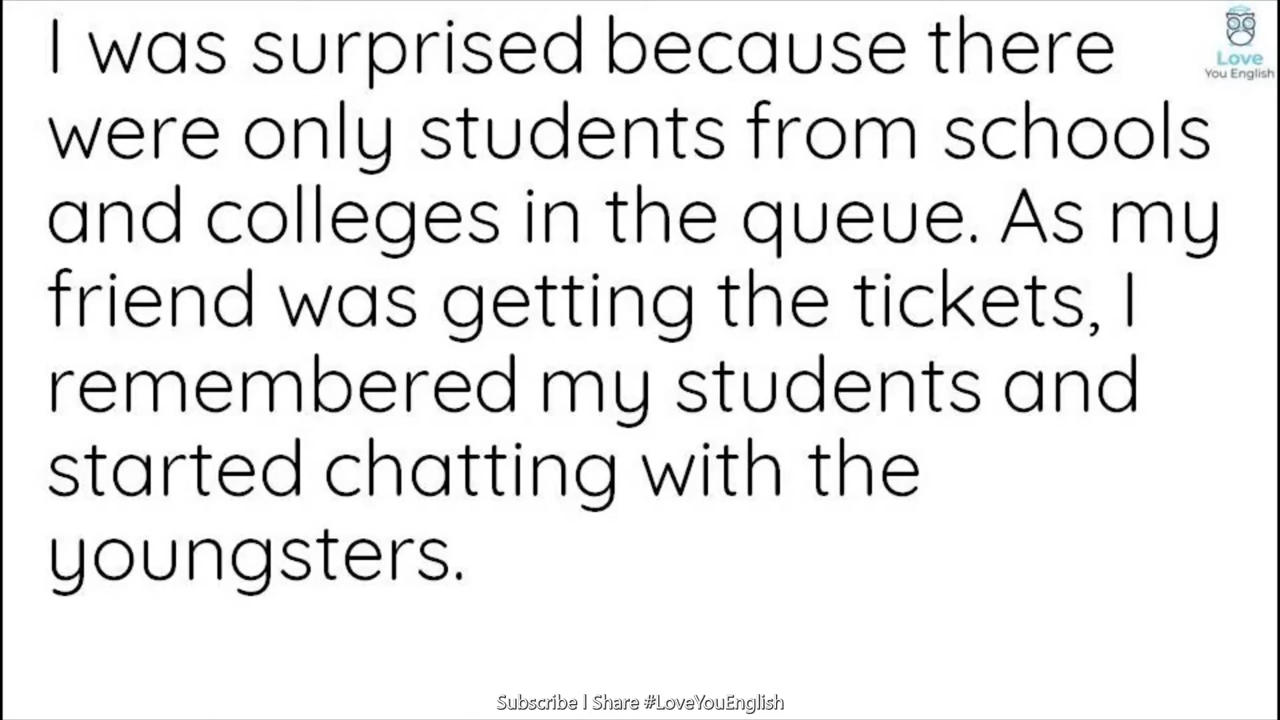 I was surprised because there
were only students from schools
and colleges in the queue. As my
friend was getting the tickets, I
remembered my students and
started chatting with the
youngsters.
Love
You English
Subscribe l Share #LoveYouEnglish